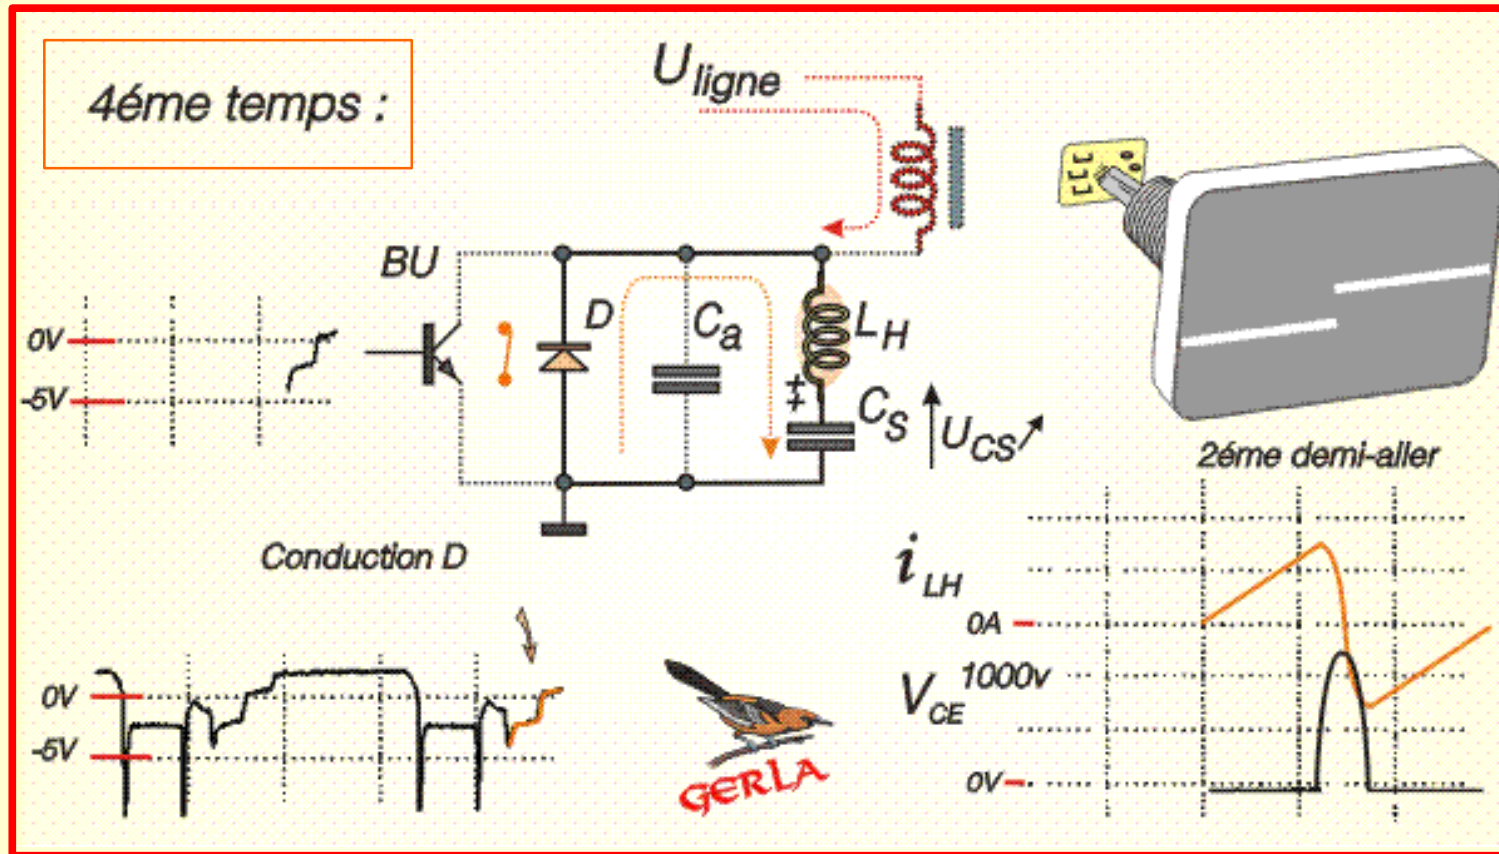 4éme temps :
U ligne
BU
D
Ca
LH
++
CS
UCS
0V
-5V
2éme demi-aller
Conduction D
i LH
0A
VCE
1000v
0V
0V
-5V
GERLA